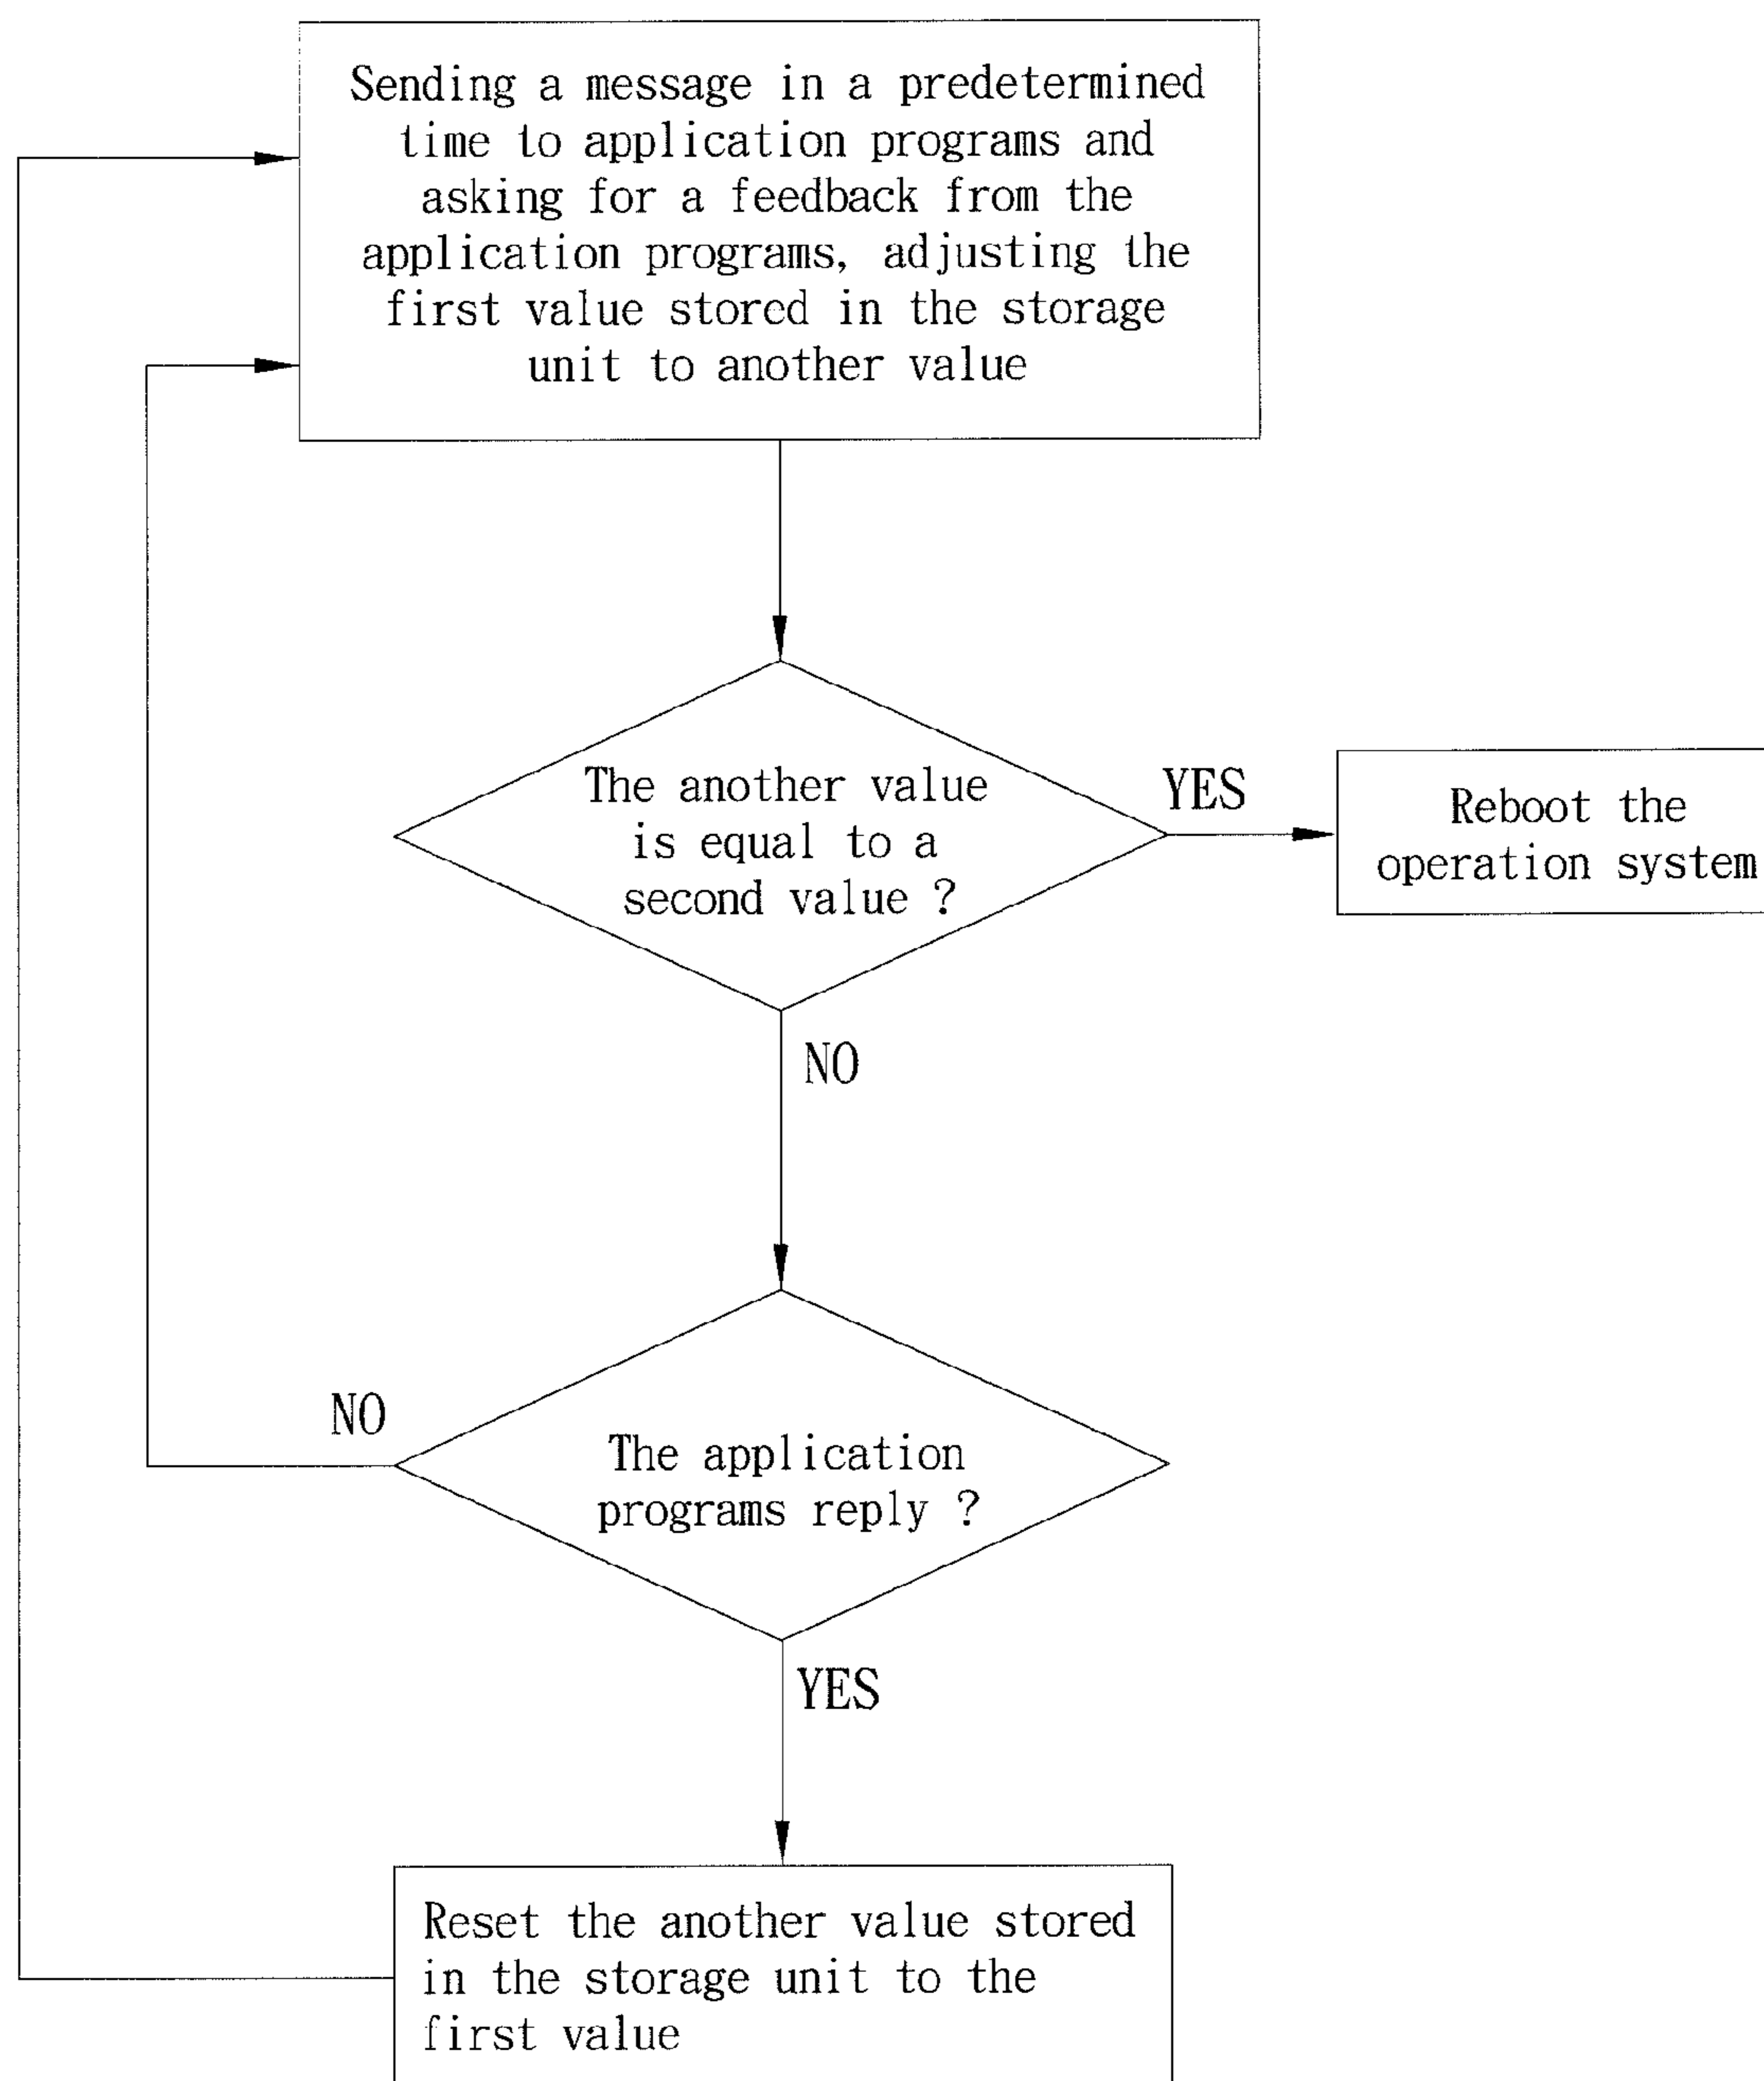 Sending a message in a predetermined
time to application programs and
asking for a feedback from the
application programs, adjusting the
first value stored in the storage
unit to another value
The another value
is equal to a
second value ?
YES
Reboot the
operation system
NO
The application
programs reply ?
NO
YES
Reset the another value stored
in the storage unit to the
first value